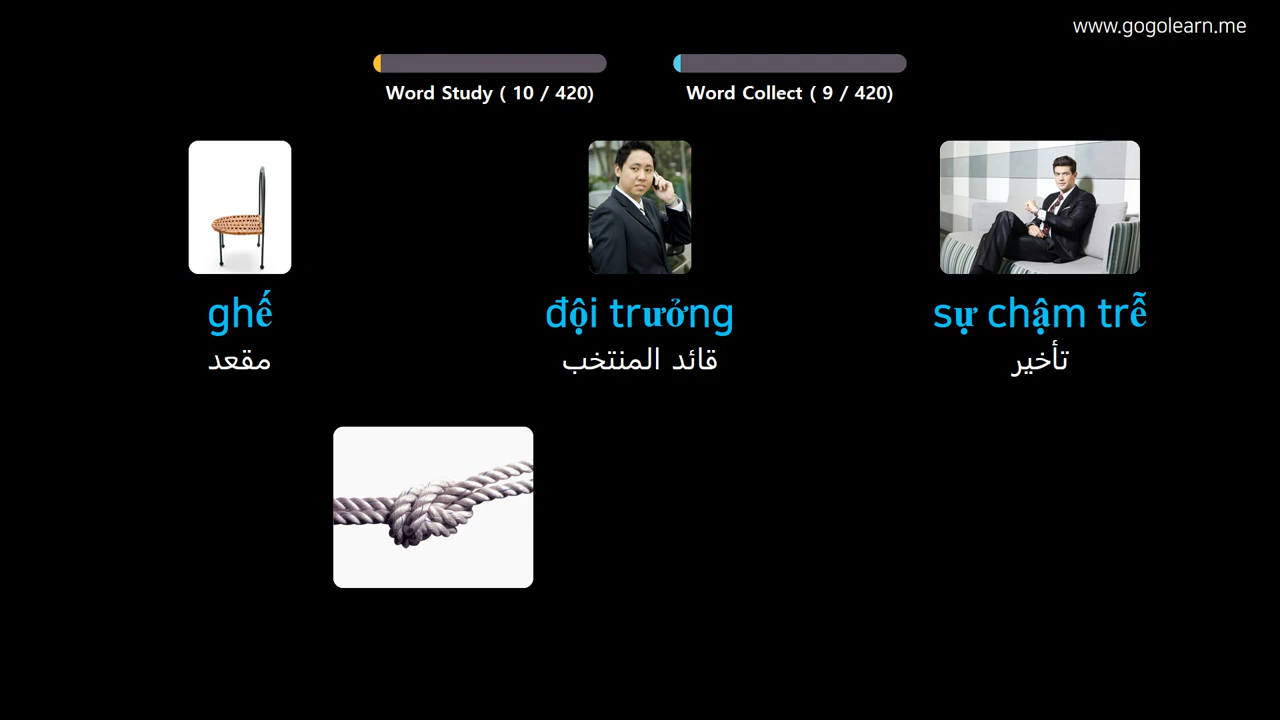 www.gogolearn.me
Word Study ( 10 / 420)
Word Collect ( 9 / 420)
ghế
đội trưởng
sự chậm trễ
مقعد
قائد المنتخب
تأخير